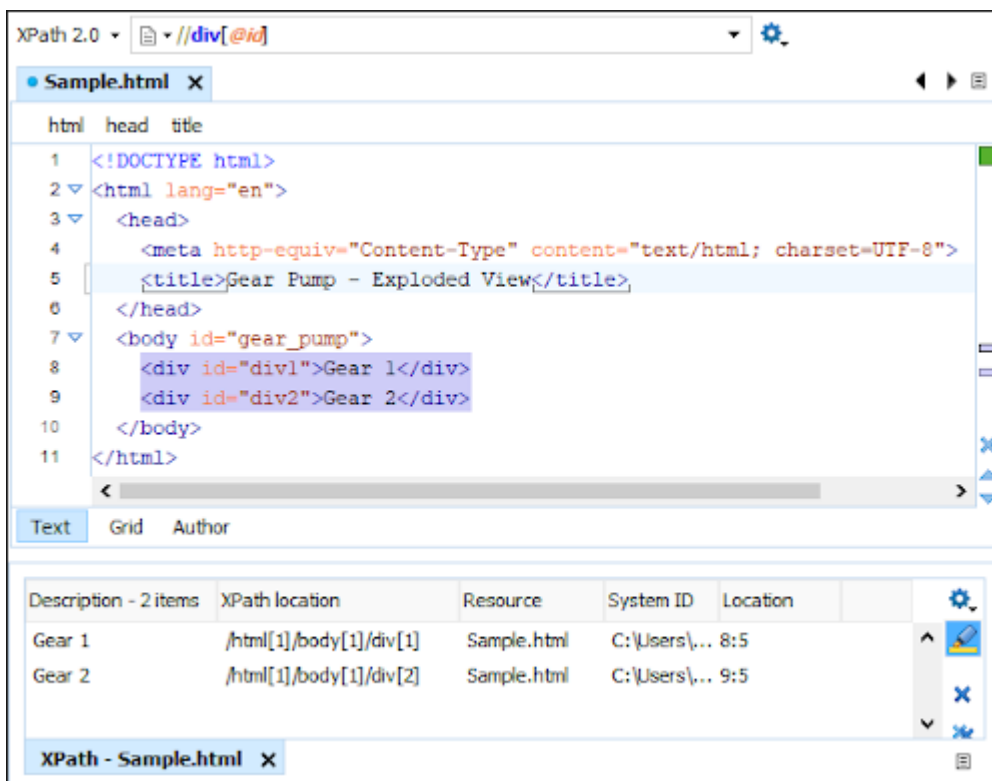 XPath 2.0 //div[@id]
Sample.html
html head title
1 <!DOCTYPE html>
2 <html lang="en">
3 <head>
4 <meta http-equiv="Content-Type" content="text/html; charset=UTF-8">
5 <title>Gear Pump - Exploded View</title>
6 </head>
7 <body id="gear_pump">
8 <div id="div1">Gear 1</div>
9 <div id="div2">Gear 2</div>
10 </body>
11 </html>
Text Grid Author
Description - 2 items XPath location Resource System ID Location
Gear 1 /html[1]/body[1]/div[1] Sample.html C:\Users\... 8:5
Gear 2 /html[1]/body[1]/div[2] Sample.html C:\Users\... 9:5
XPath - Sample.html